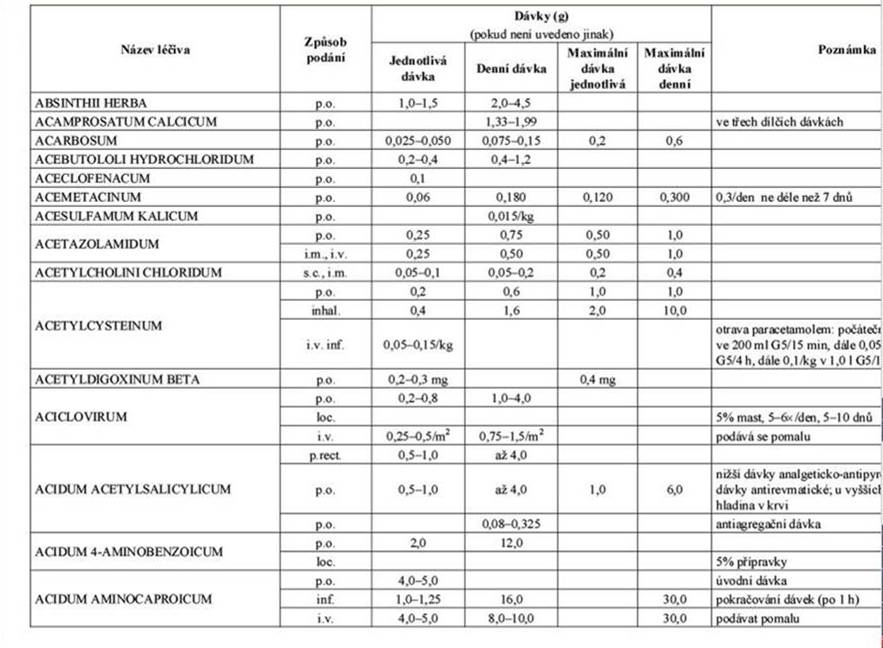 Název léčiva
Způsob podání
Dávky (g)
(pokud není uvedeno jinak)
Jednotlivá dávka
Denní dávka
Maximální dávka jednotlivá
Maximální dávka denní
Poznámka
ABSINTHII HERBA p.o. 1,0–1,5 2,0–4,5
ACAMPROSATUM CALCICUM p.o. 1,33–1,99 ve třech dílčích dávkách
ACARBOSUM p.o. 0,025–0,050 0,075–0,15 0,2 0,6
ACEBUTOLOLI HYDROCHLORIDUM p.o. 0,2–0,4 0,4–1,2
ACECLOFENACUM p.o. 0,1
ACEMETACINUM p.o. 0,06 0,180 0,120 0,300 0,3/den ne déle než 7 dnů
ACESULFAMUM KALICUM p.o. 0,015/kg
ACETAZOLAMIDUM p.o. 0,25 0,75 0,50 1,0
i.m., i.v. 0,25 0,50 0,50 1,0
ACETYLCHOLINI CHLORIDUM s.c., i.m. 0,05–0,1 0,05–0,2 0,2 0,4
ACETYLCYSTEINUM p.o. 0,2 0,6 1,0 1,0
inhal. 0,4 1,6 2,0 10,0
i.v. inf. 0,05–0,15/kg otrava paracetamolem:
ve 200 ml G5/15 min, dále 0,05
G5/4 h, dále 0,1/kg v 1,0 l G5/1
ACETYLDIGOXINUM BETA p.o. 0,2–0,3 mg 0,4 mg
ACICLOVIRUM p.o. 0,2–0,8 1,0–4,0
loc. 5% mast, 5–6×/den, 5–10 dnů
i.v. 0,25–0,5/m² 0,75–1,5/m² podává se pomalu
ACIDUM ACETYLSALICYLICUM p.rect. 0,5–1,0 až 4,0
p.o. 0,5–1,0 až 4,0 1,0 6,0 nižší dávky
dávky antirevmatické; u
hladina v krvi
p.o. 0,08–0,325 antiagregační dávka
ACIDUM 4-AMINOBENZOICUM p.o. 2,0 12,0
loc. 5% přípravky
ACIDUM AMINOCAPROICUM p.o. 4,0–5,0 úvodní dávka
inf. 1,0–1,25 16,0 30,0 pokračování dávek (po 1 h)
i.v. 4,0–5,0 8,0–10,0 30,0 podávat pomalu